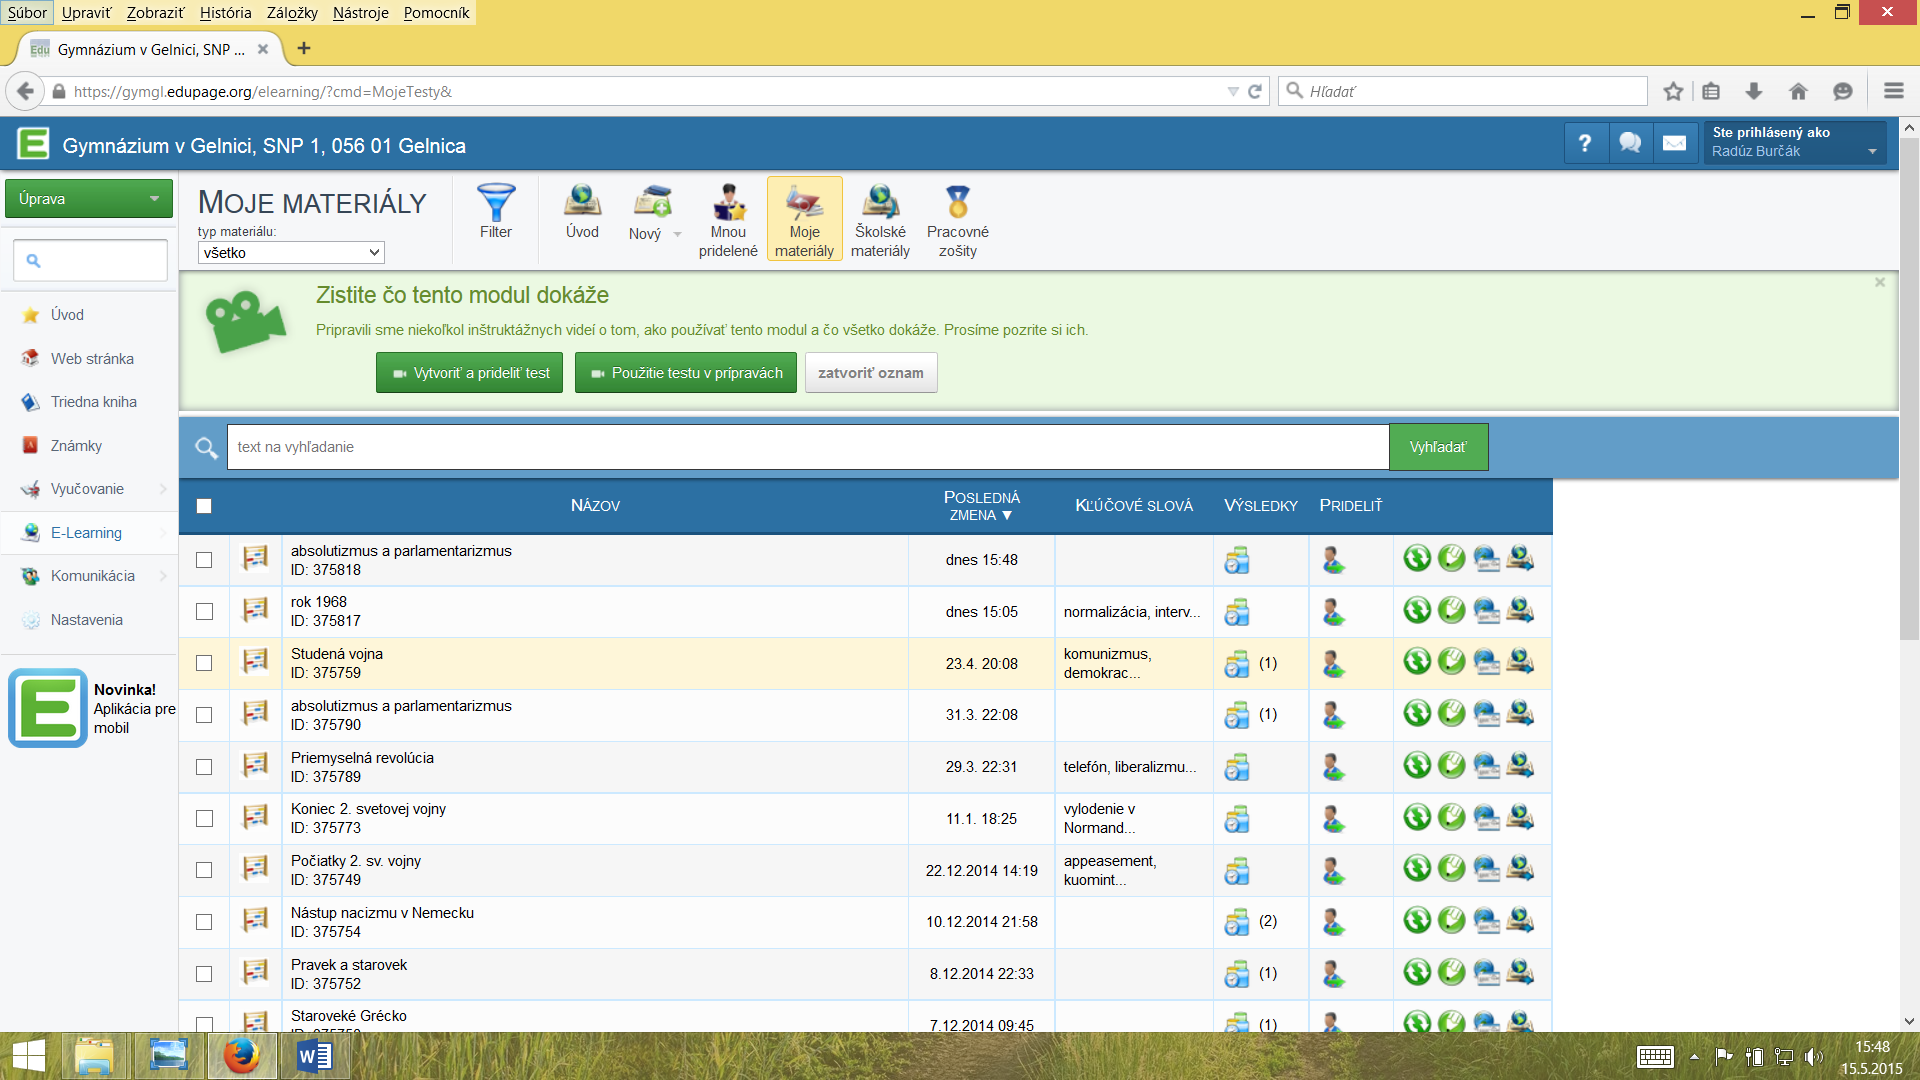 Súbor Upraviť Zobraziť História Záložky Nástroje Pomocník
Edu Gymnázium v Gelnici, SNP ...
https://gymgl.edupage.org/elearning/?cmd=MojeTesty&
Hľadať
Gymnázium v Gelnici, SNP 1, 056 01 Gelnica
?
Ste prihlásený ako
Radúz Burčák
Úprava
MOJE MATERIÁLY
typ materiálu:
všetko
Filter
Úvod
Nový
Mnou pridelené
Moje materiály
Školské materiály
Pracovné zošity
Zistite čo tento modul dokáže
Pripravili sme niekoľkol inštruktážnych videí o tom, ako používať tento modul a čo všetko dokáže. Prosíme pozrite si ich.
Vytvoriť a prideliť test
Použitie testu v prípravách
zatvoriť oznam
Úvod
Web stránka
Triedna kniha
Známky
Vyučovanie
E-Learning
Komunikácia
Nastavenia
Novinka!
Aplikácia pre
mobil
text na vyhľadanie
Vyhľadať
NÁZOV POSLEDNÁ ZMENA ▼ KĽÚČOVÉ SLOVÁ VÝSLEDKY PRIDELIŤ
absolutizmus a parlamentarizmus
ID: 375818
dnes 15:48
rok 1968
ID: 375817
dnes 15:05
normalizácia, interv...
Studená vojna
ID: 375759
23.4. 20:08
komunizmus,
demokrac...
(1)
absolutizmus a parlamentarizmus
ID: 375790
31.3. 22:08
(1)
Priemyselná revolúcia
ID: 375789
29.3. 22:31
telefón, liberalizmu...
Koniec 2. svetovej vojny
ID: 375773
11.1. 18:25
vylodenie v
Normand...
Počiatky 2. sv. vojny
ID: 375749
22.12.2014 14:19
appeasement,
kuomint...
Nástup nacizmu v Nemecku
ID: 375754
10.12.2014 21:58
(2)
Pravek a starovek
ID: 375752
8.12.2014 22:33
(1)
Staroveké Grécko
7.12.2014 09:45
(1)
15:48
15.5.2015